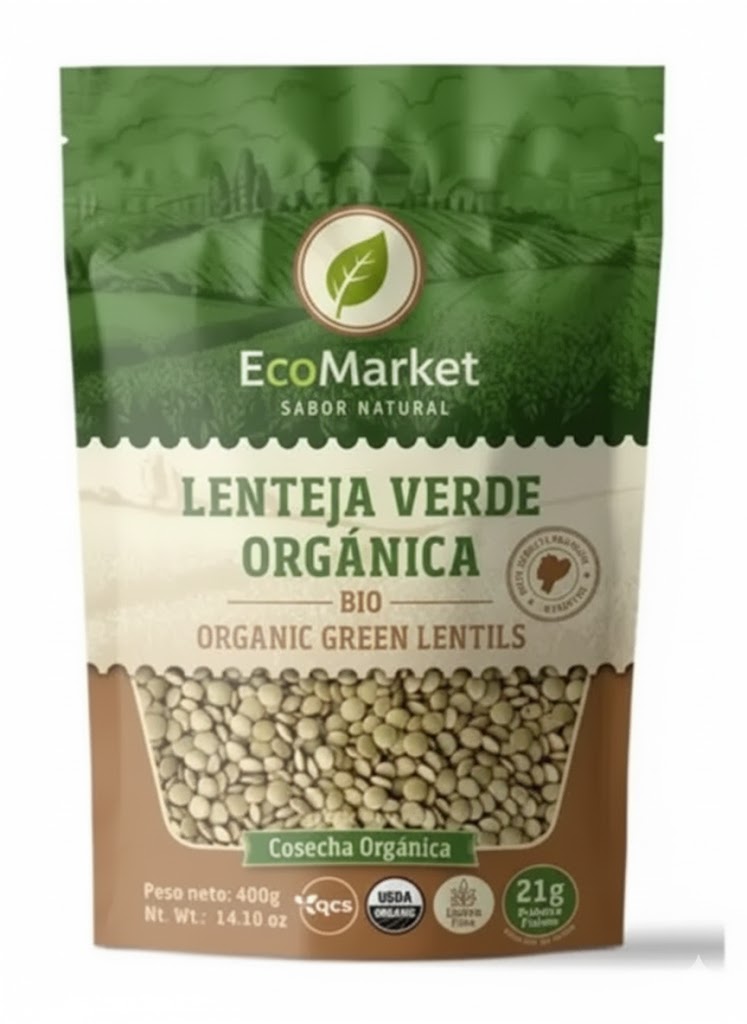 EcoMarket
SABOR NATURAL
LENTEJA VERDE
ORGÁNICA
BIO
ORGANIC GREEN LENTILS
Cosecha Orgánica
Peso neto: 400g
Nt. Wt.: 14.10 oz
qcs
USDA
ORGANIC
21g